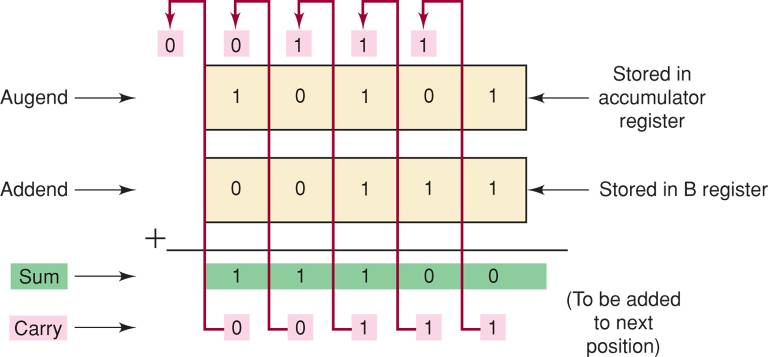 0 0 1 1 1
Augend 1 0 1 0 1
Stored in
accumulator
register
Addend 0 0 1 1 1 Stored in B register
+
Sum 1 1 1 0 0
Carry 0 0 1 1 1
(To be added
to next
position)